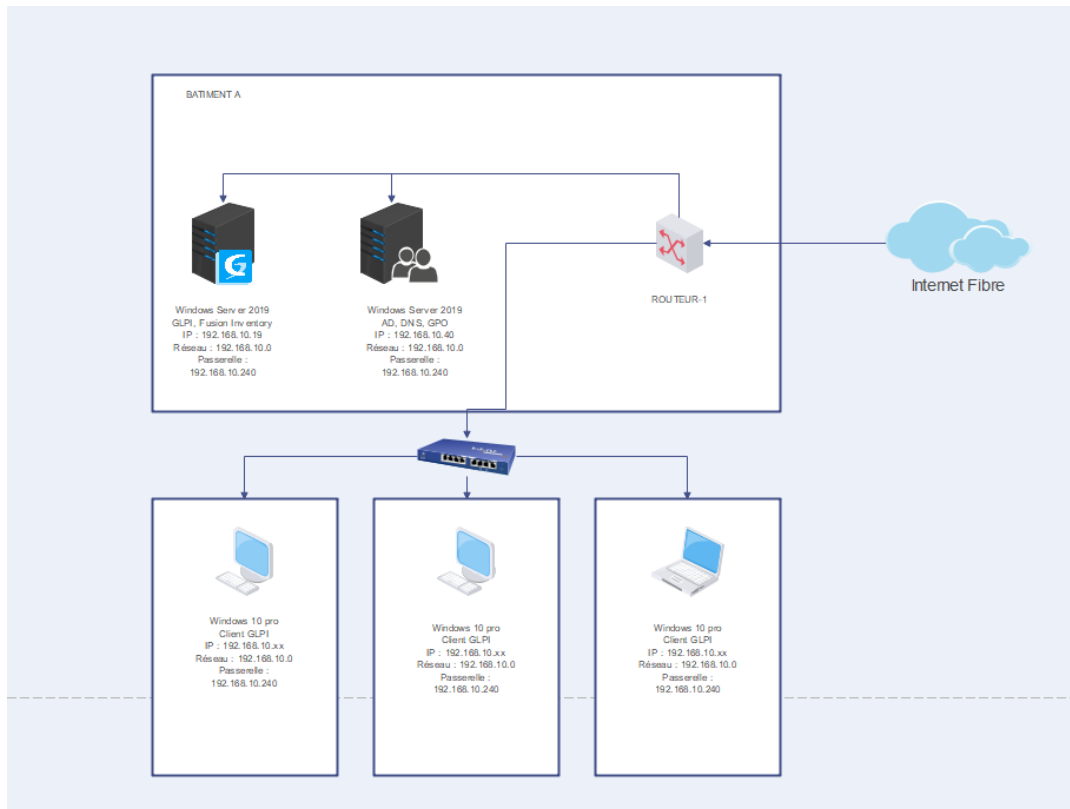 BATIMENT A
Windows Server 2019
GLPI, Fusion Inventory
IP : 192.168.10.19
Réseau : 192.168.10.0
Passerelle :
192.168.10.240
Windows Server 2019
AD, DNS, GPO
IP : 192.168.10.40
Réseau : 192.168.10.0
Passerelle :
192.168.10.240
ROUTEUR-1
Internet Fibre
Windows 10 pro
Client GLPI
IP : 192.168.10.xx
Réseau : 192.168.10.0
Passerelle :
192.168.10.240
Windows 10 pro
Client GLPI
IP : 192.168.10.xx
Réseau : 192.168.10.0
Passerelle :
192.168.10.240
Windows 10 pro
Client GLPI
IP : 192.168.10.xx
Réseau : 192.168.10.0
Passerelle :
192.168.10.240